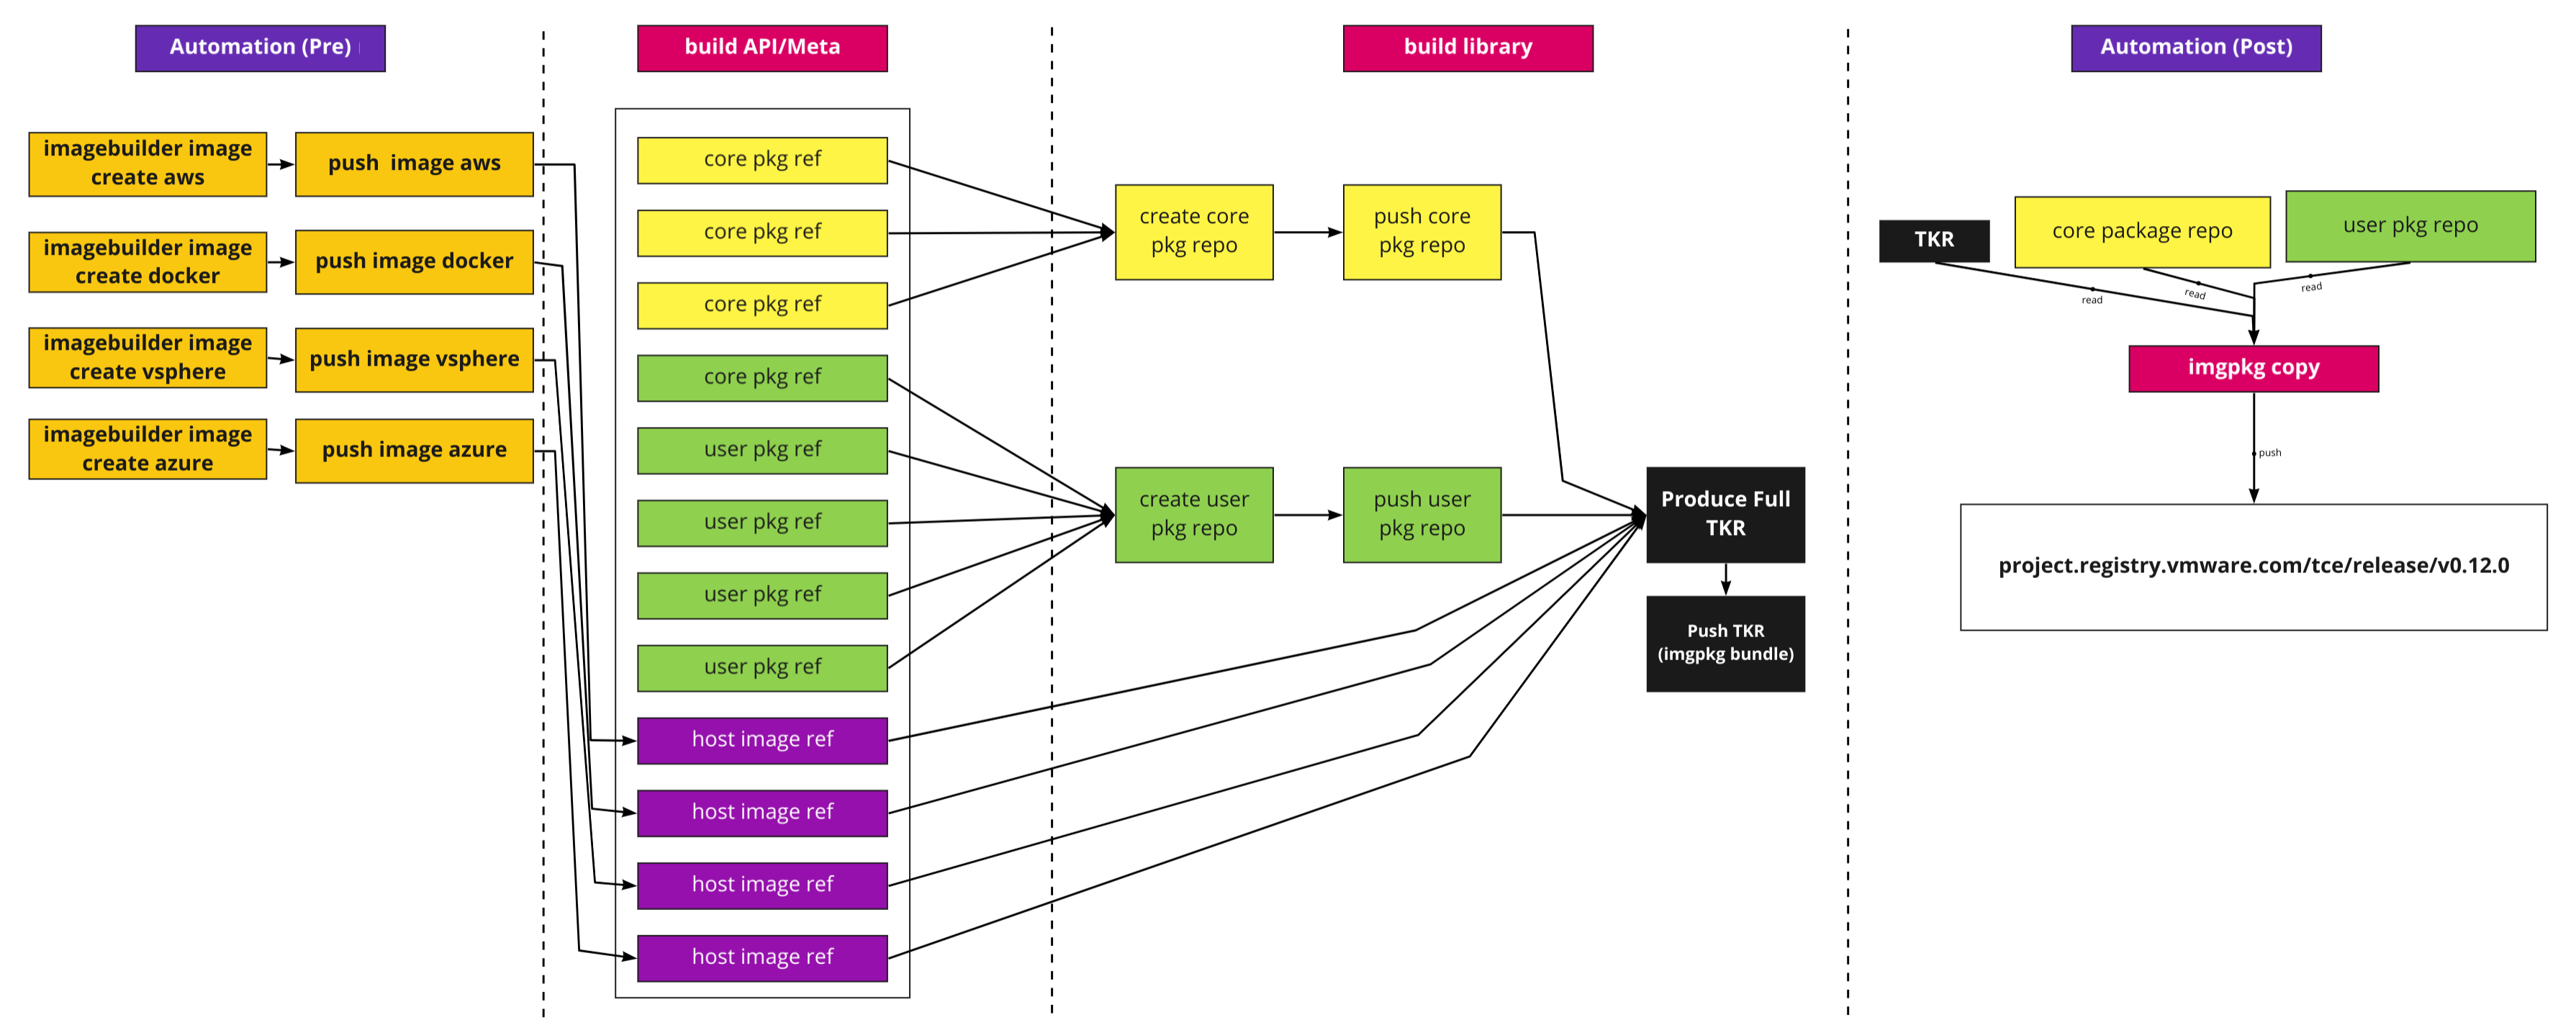 Automation (Pre)
build API/Meta
build library
Automation (Post)
imagebuilder image
create aws
push  image aws
imagebuilder image
create docker
push image docker
imagebuilder image
create vsphere
push image vsphere
imagebuilder image
create azure
push image azure
core pkg ref
core pkg ref
core pkg ref
core pkg ref
user pkg ref
user pkg ref
user pkg ref
user pkg ref
host image ref
host image ref
host image ref
host image ref
create core
pkg repo
push core
pkg repo
create user
pkg repo
push user
pkg repo
Produce Full
TKR
Push TKR
(imgpkg bundle)
TKR
core package repo
user pkg repo
read
read
read
imgpkg copy
push
project.registry.vmware.com/tce/release/v0.12.0